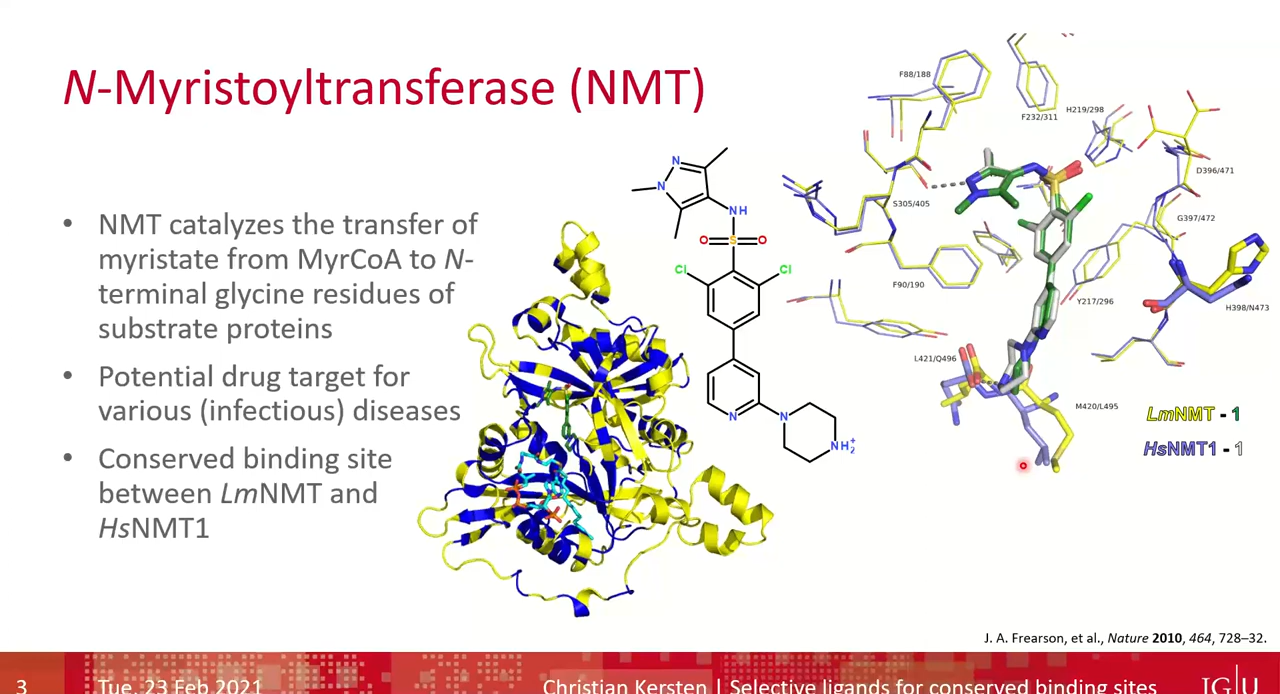 N-Myristoyltransferase (NMT)
• NMT catalyzes the transfer of
myristate from MyrCoA to N-
terminal glycine residues of
substrate proteins
• Potential drug target for
various (infectious) diseases
• Conserved binding site
between LmNMT and
HsNMT1
N
N
NH
O
S
O
Cl
Cl
N
N
NH2+
F88/188
F232/311
H219/298
D396/471
S305/405
G397/472
F90/190
Y217/296
H398/N473
L421/Q496
M420/L495
LmNMT - 1
HsNMT1 - 1
J. A. Frearson, et al., Nature 2010, 464, 728–32.
3
Tue, 23 Feb 2021
Christian Kersten | Selective ligands for conserved binding sites
JG|U